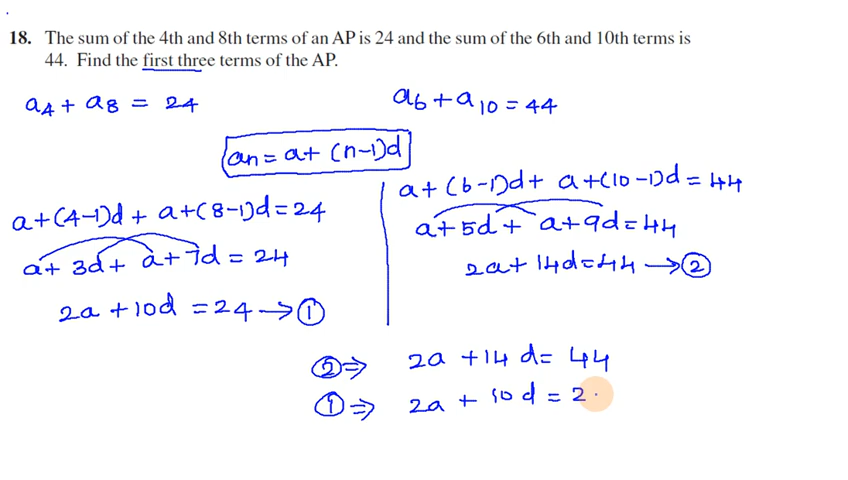 18. The sum of the 4th and 8th terms of an AP is 24 and the sum of the 6th and 10th terms is
44. Find the first three terms of the AP.
a4 + a8 = 24
a6 + a10 = 44
an = a + (n-1)d
a + (4-1)d + a + (8-1)d = 24
a + 3d + a + 7d = 24
2a + 10d = 24 → ①
a + (6-1)d + a + (10-1)d = 44
a + 5d + a + 9d = 44
2a + 14d = 44 → ②
② ⇒ 2a + 14d = 44
① ⇒ 2a + 10d = 2